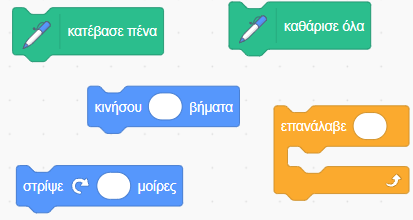 κατέβασε πένα
καθάρισε όλα
κινήσου βήματα
επανάλαβε
στρίψε μοίρες